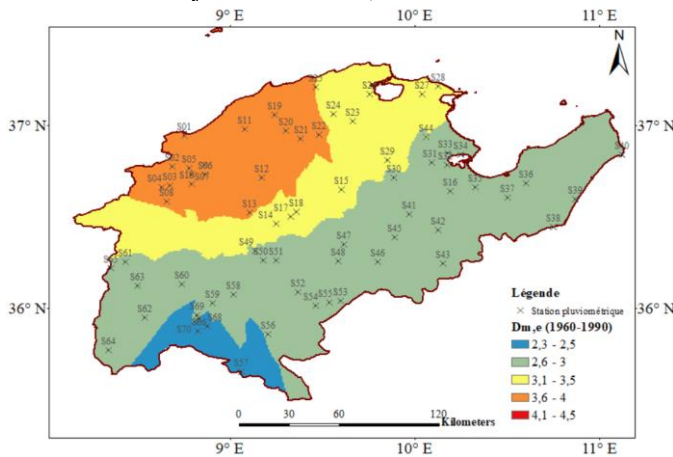 9° E 10° E 11° E
N
S25 S26 S28
S27
S19 S24
37° N S01 S11 S20 S22 S23 37° N
S21 S44
S02 S05 S06 S29 S31 S33 S34 S40
S04 S03 S12 S30
S08 S15 S16 S35 S36
S13 S17 S18 S37 S39
S14 S41
S42 S38
S49 S47 S45
S61 S50 S51 S48 S46 S43
S63 S60 S58 S52
S59 S55 S53
36° N S62 S69 S54 36° N
S68
S70 S56
S64
S57
Légende
Station pluviométrique
Dm,e (1960-1990)
2,3 - 2,5
2,6 - 3
3,1 - 3,5
3,6 - 4
4,1 - 4,5
0 30 60 120
Kilometers
9° E 10° E 11° E